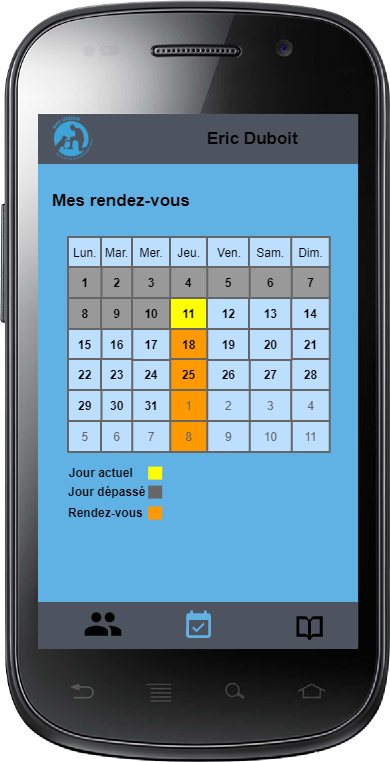 Eric Duboit
Mes rendez-vous
Lun. Mar. Mer. Jeu. Ven. Sam. Dim.
1 2 3 4 5 6 7
8 9 10 11 12 13 14
15 16 17 18 19 20 21
22 23 24 25 26 27 28
29 30 31 1 2 3 4
5 6 7 8 9 10 11
Jour actuel
Jour dépassé
Rendez-vous